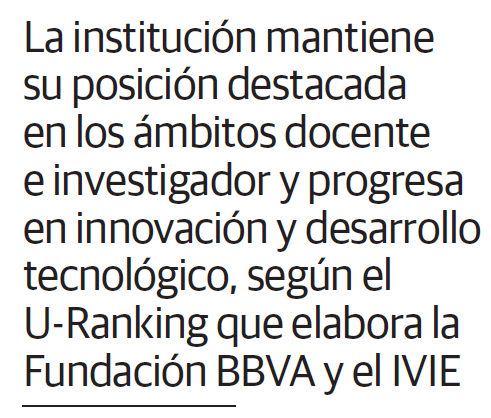 La institución mantiene
su posición destacada
en los ámbitos docente
e investigador y progresa
en innovación y desarrollo
tecnológico, según el
U-Ranking que elabora la
Fundación BBVA y el IVIE